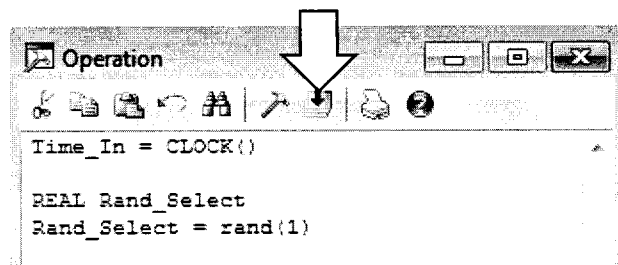 Operation
Time_In = CLOCK()
REAL Rand_Select
Rand_Select = rand(1)